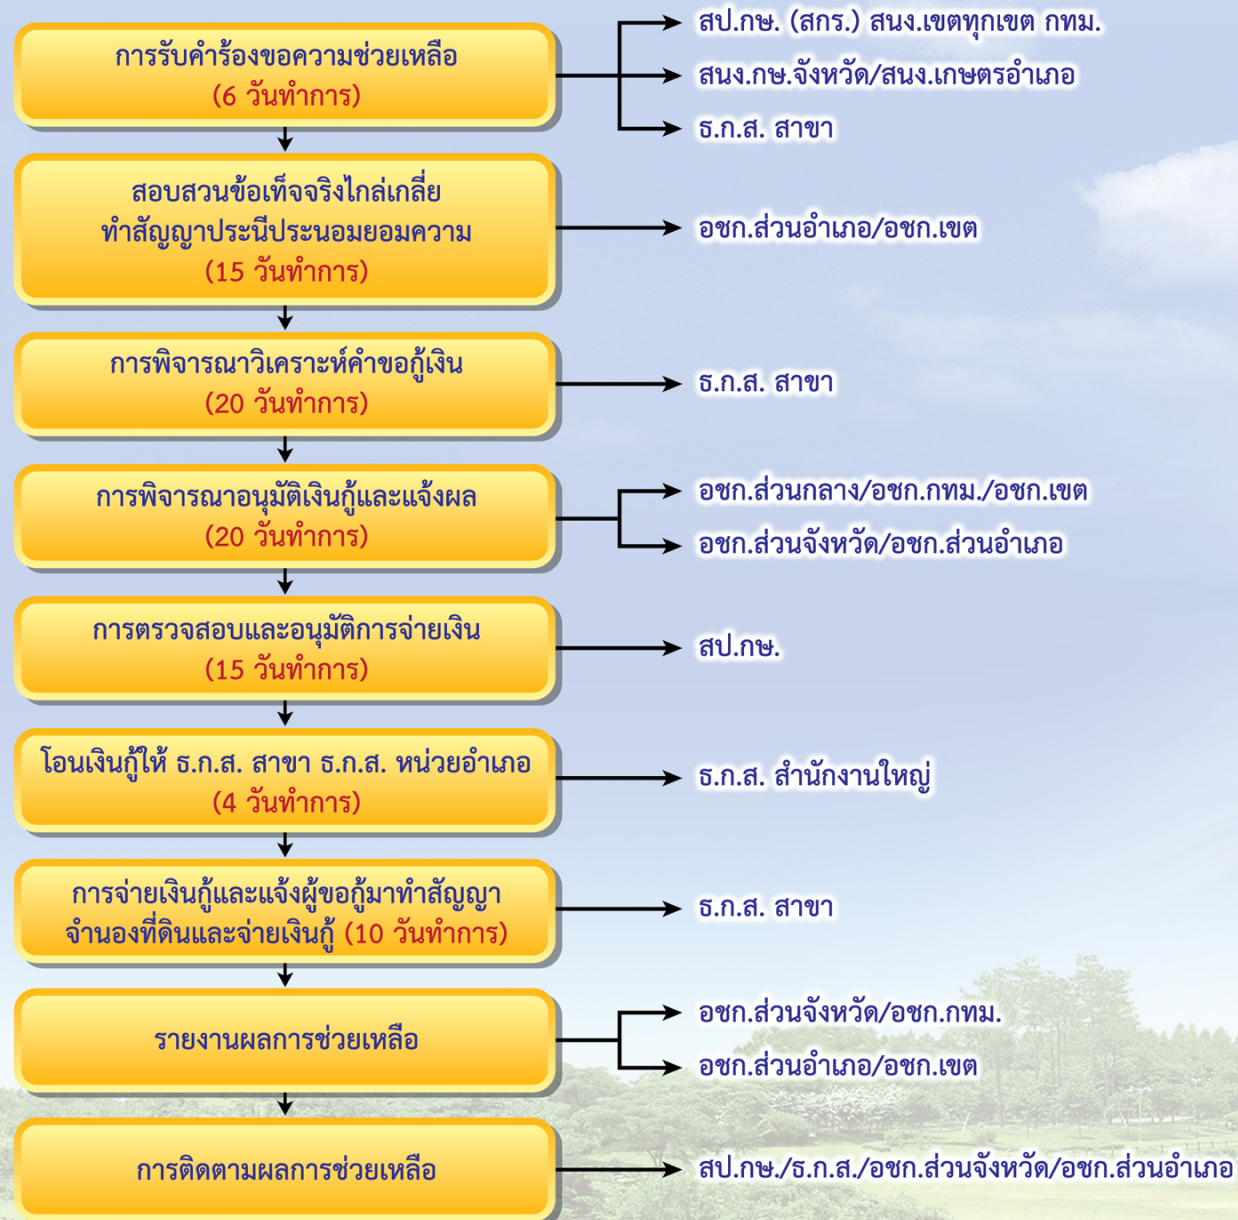 การรับคำร้องขอความช่วยเหลือ
(6 วันทำการ)
สป.กษ. (สกร.) สนง.เขตทุกเขต กทม.
สนง.กษ.จังหวัด/สนง.เกษตรอำเภอ
ธ.ก.ส. สาขา
สอบสวนข้อเท็จจริงไกล่เกลี่ย
ทำสัญญาประนีประนอมยอมความ
(15 วันทำการ)
อชก.ส่วนอำเภอ/อชก.เขต
การพิจารณาวิเคราะห์คำขอกู้เงิน
(20 วันทำการ)
ธ.ก.ส. สาขา
การพิจารณาอนุมัติเงินกู้และแจ้งผล
(20 วันทำการ)
อชก.ส่วนกลาง/อชก.กทม./อชก.เขต
อชก.ส่วนจังหวัด/อชก.ส่วนอำเภอ
การตรวจสอบและอนุมัติการจ่ายเงิน
(15 วันทำการ)
สป.กษ.
โอนเงินกู้ให้ ธ.ก.ส. สาขา ธ.ก.ส. หน่วยอำเภอ
(4 วันทำการ)
ธ.ก.ส. สำนักงานใหญ่
การจ่ายเงินกู้และแจ้งผู้ขอกู้มาทำสัญญา
จำนองที่ดินและจ่ายเงินกู้ (10 วันทำการ)
ธ.ก.ส. สาขา
รายงานผลการช่วยเหลือ
อชก.ส่วนจังหวัด/อชก.กทม.
อชก.ส่วนอำเภอ/อชก.เขต
การติดตามผลการช่วยเหลือ
สป.กษ./ธ.ก.ส./อชก.ส่วนจังหวัด/อชก.ส่วนอำเภอ